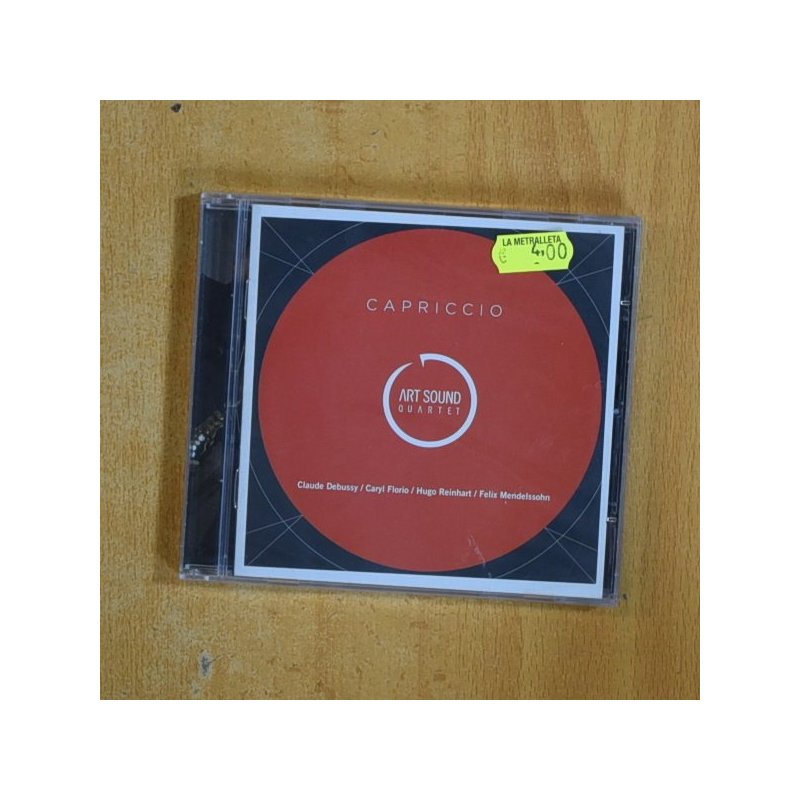 LA METRALLETA
€ 4,00
CAPRICCIO
ART SOUND
QUARTET
Claude Debussy / Caryl Florio / Hugo Reinhart / Felix Mendelssohn